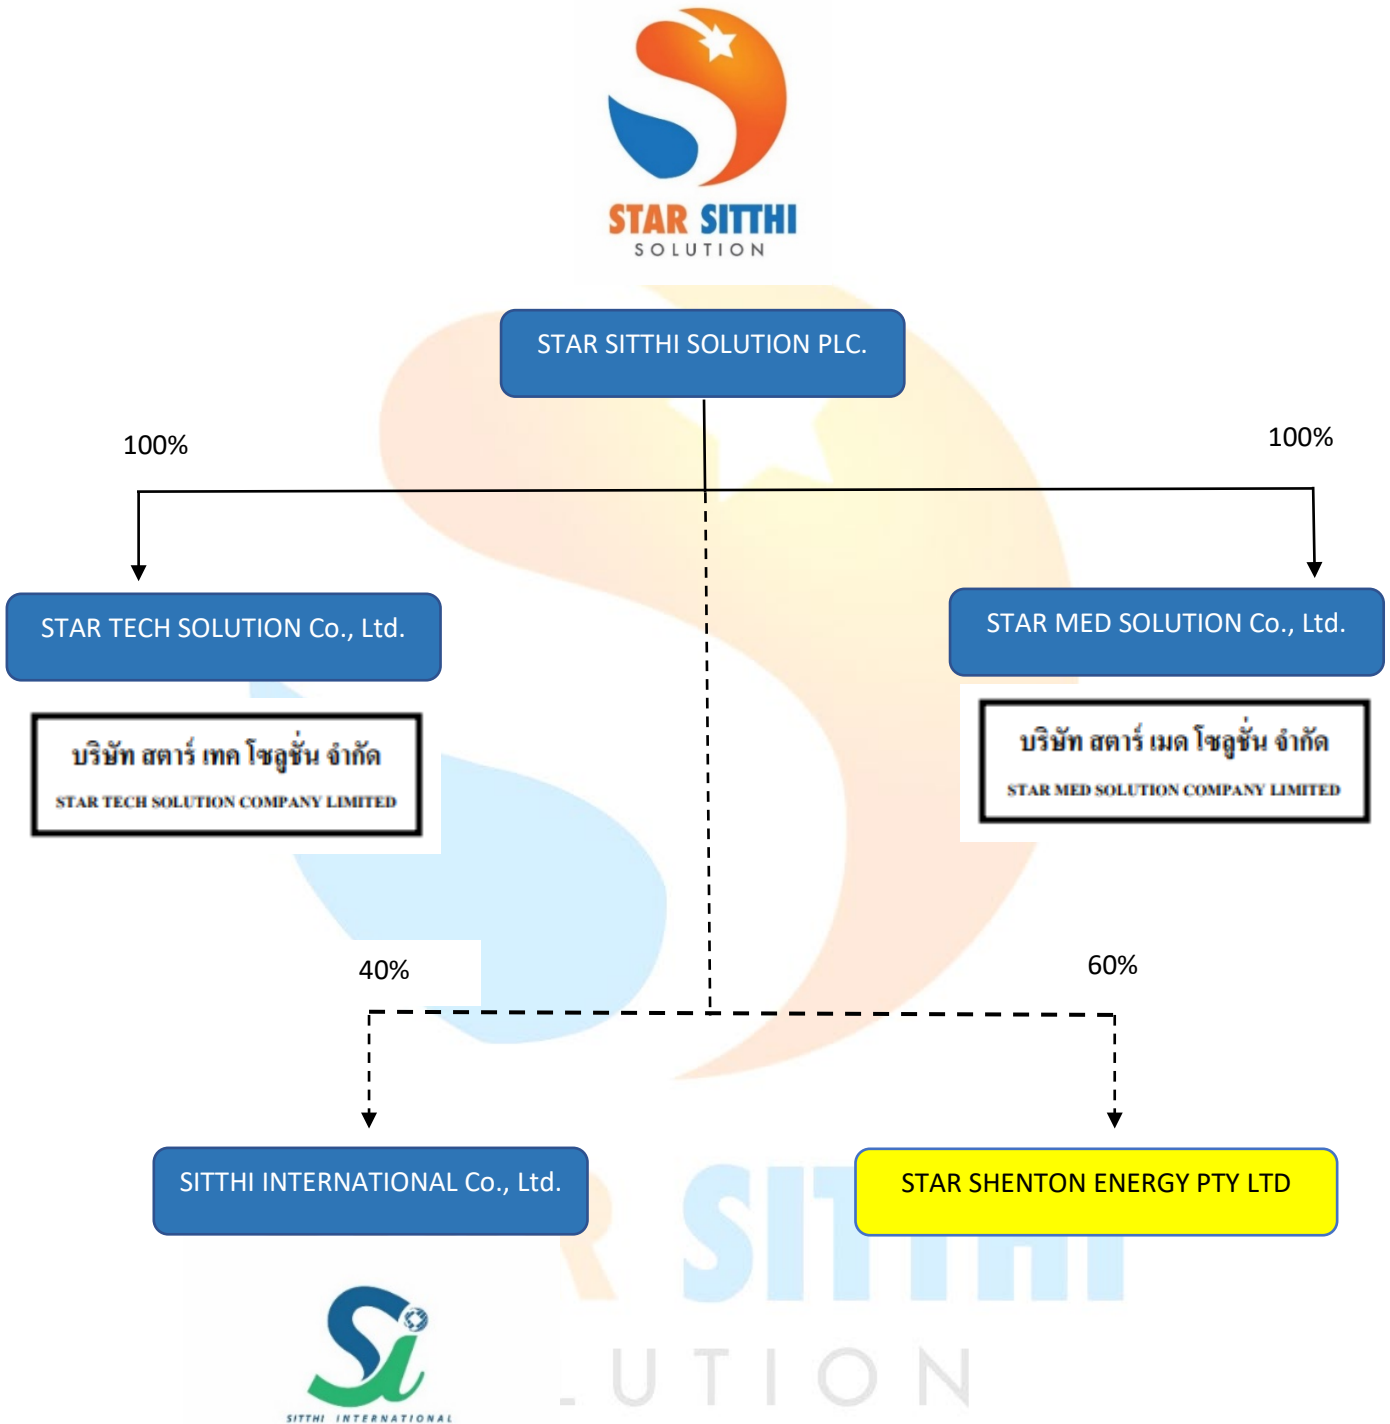 STAR SITTHI
SOLUTION
STAR SITTHI SOLUTION PLC.
100%
100%
STAR TECH SOLUTION Co., Ltd.
STAR MED SOLUTION Co., Ltd.
บริษัท สตาร์ เทค โซลูชั่น จำกัด
STAR TECH SOLUTION COMPANY LIMITED
บริษัท สตาร์ เมด โซลูชั่น จำกัด
STAR MED SOLUTION COMPANY LIMITED
40%
60%
SITTHI INTERNATIONAL Co., Ltd.
STAR SHENTON ENERGY PTY LTD
R SITTHI
LUTION
Si
SITTHI INTERNATIONAL